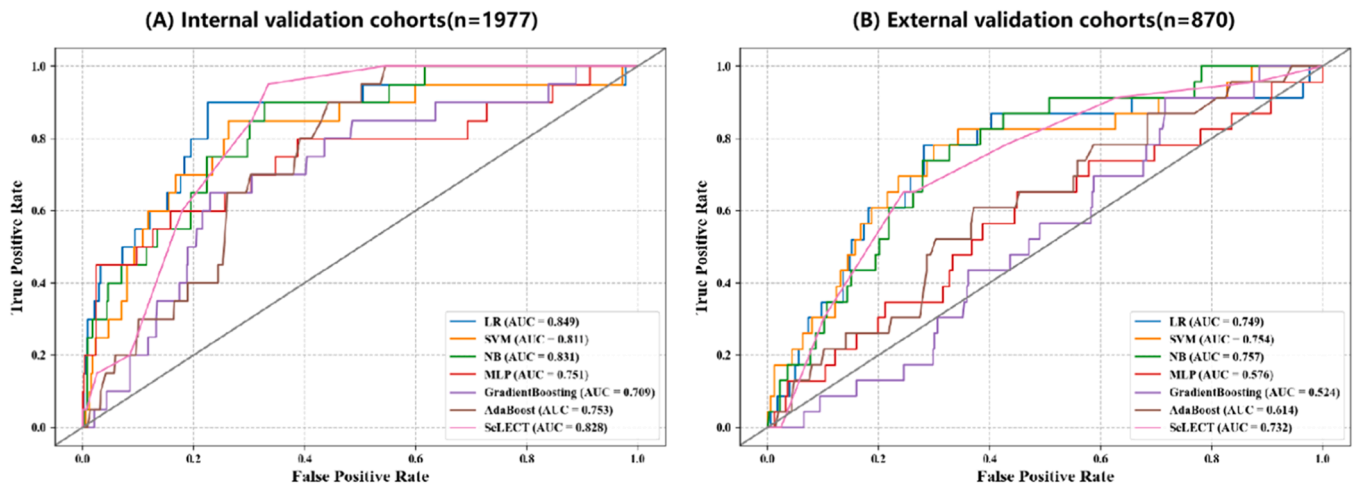 (A) Internal validation cohorts(n=1977)
True Positive Rate
1.0
0.8
0.6
0.4
0.2
0.0
LR (AUC = 0.849)
SVM (AUC = 0.811)
NB (AUC = 0.831)
MLP (AUC = 0.751)
GradientBoosting (AUC = 0.709)
AdaBoost (AUC = 0.753)
SeLECT (AUC = 0.828)
0.0 0.2 0.4 0.6 0.8 1.0
False Positive Rate
(B) External validation cohorts(n=870)
True Positive Rate
1.0
0.8
0.6
0.4
0.2
0.0
LR (AUC = 0.749)
SVM (AUC = 0.754)
NB (AUC = 0.757)
MLP (AUC = 0.576)
GradientBoosting (AUC = 0.524)
AdaBoost (AUC = 0.614)
SeLECT (AUC = 0.732)
0.0 0.2 0.4 0.6 0.8 1.0
False Positive Rate